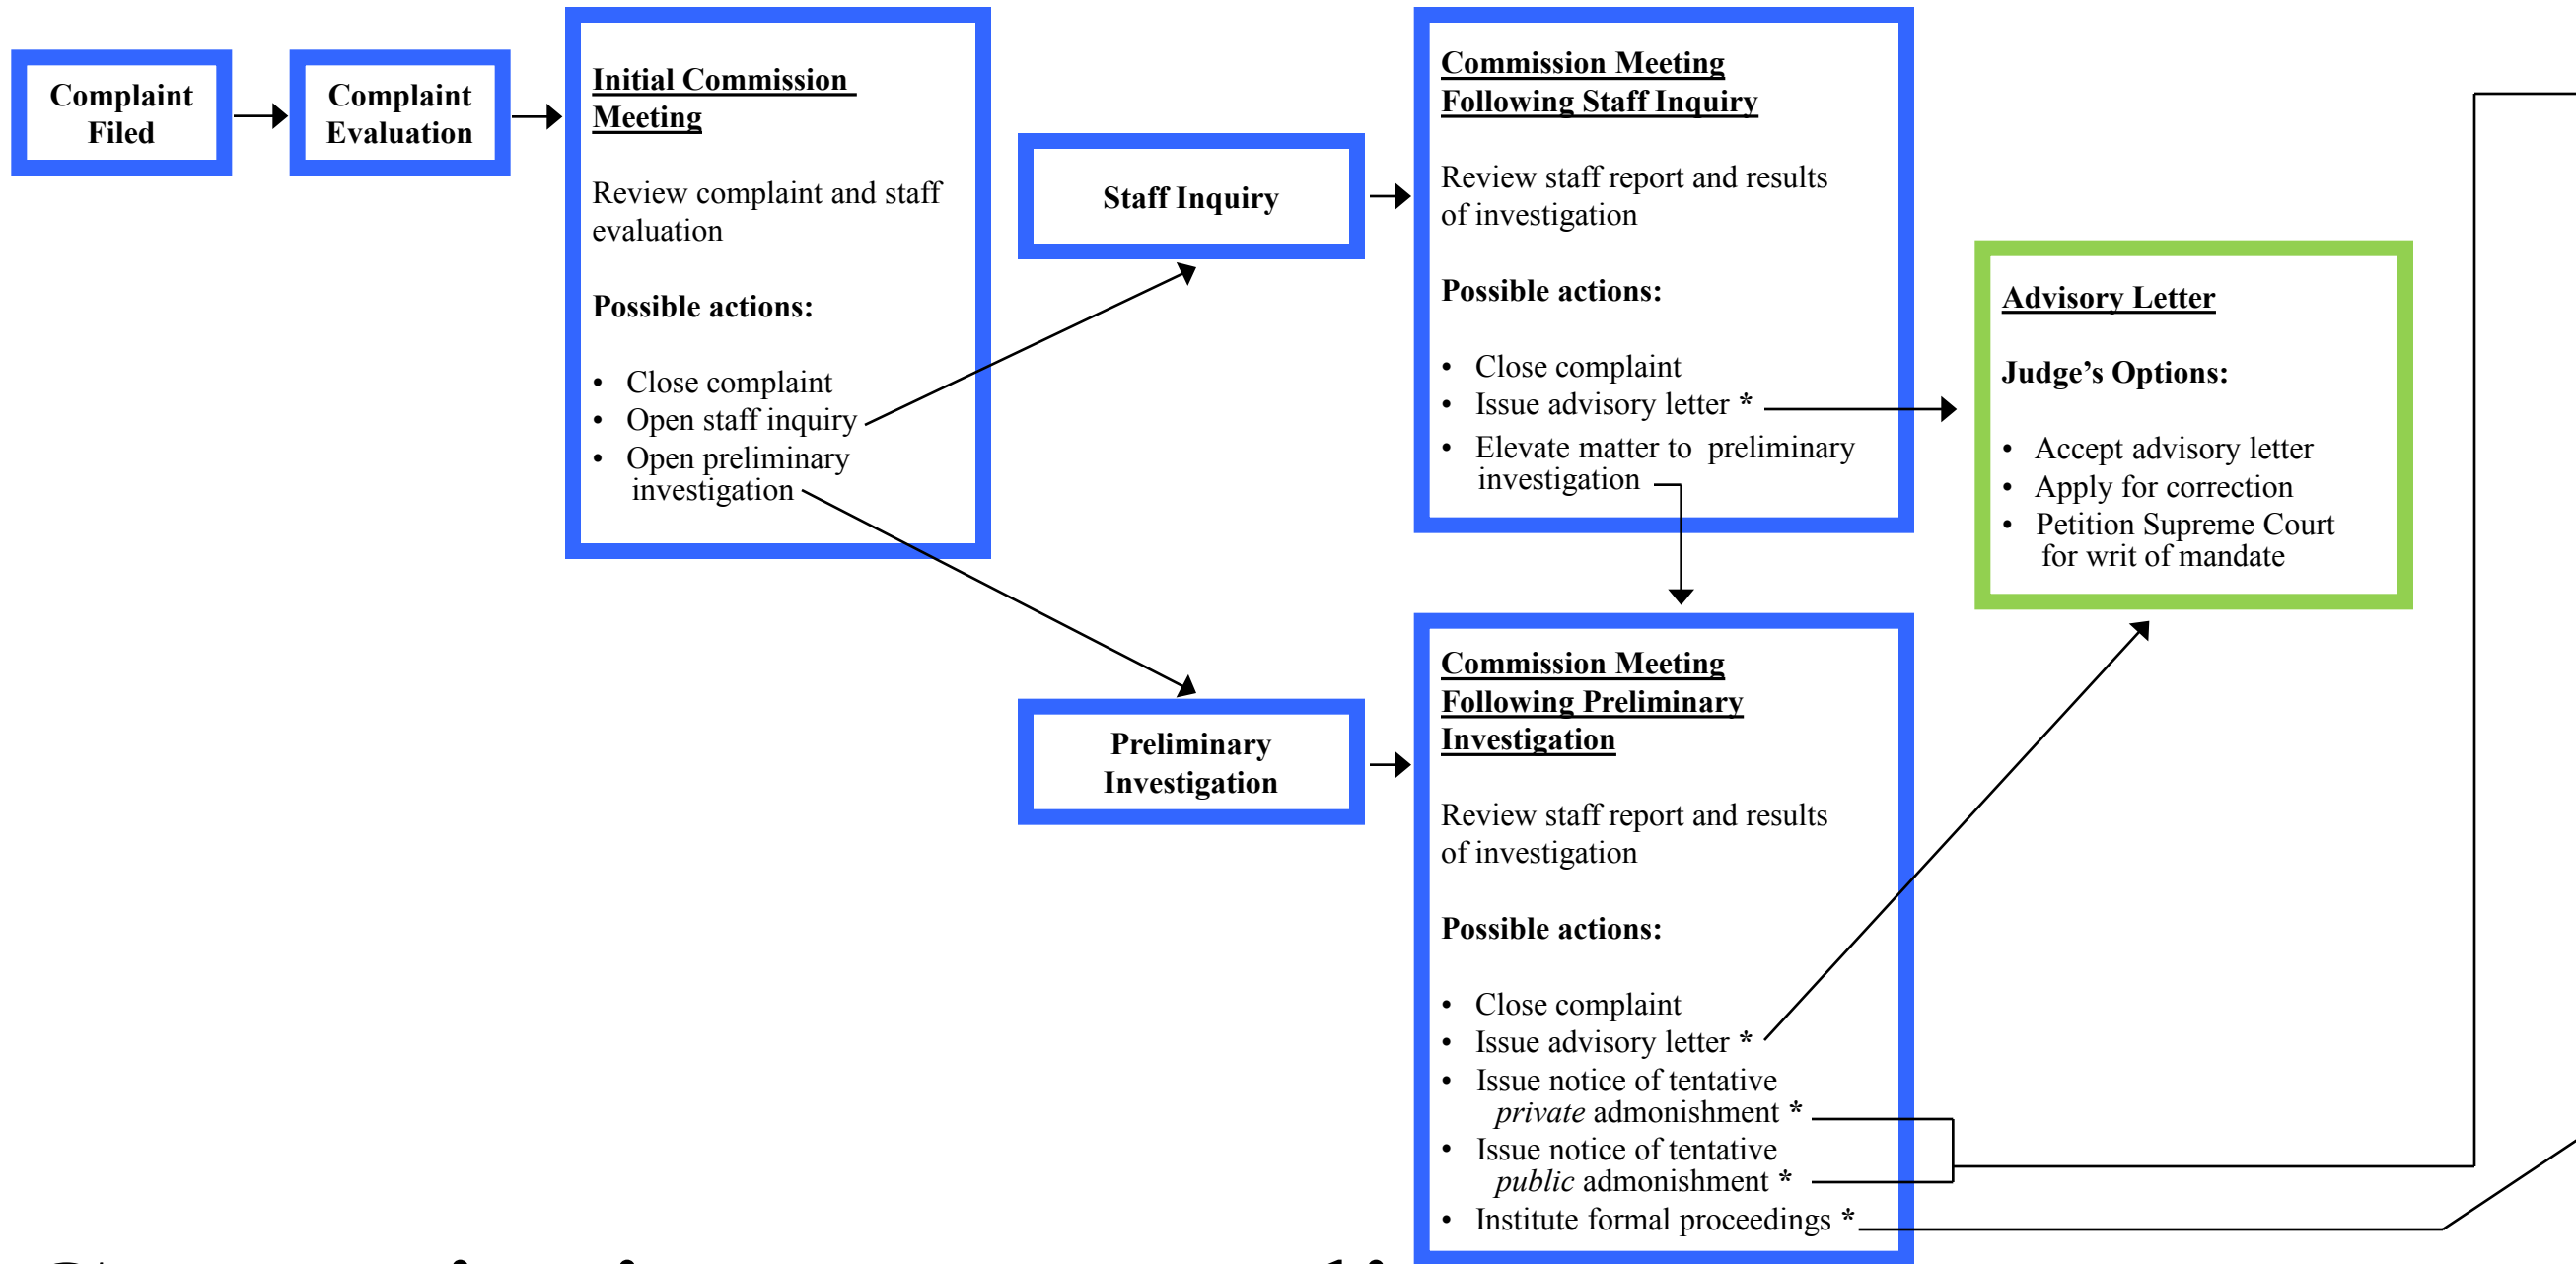 Complaint
Filed
Complaint
Evaluation
Initial Commission
Meeting
Review complaint and staff
evaluation
Possible actions:
• Close complaint
• Open staff inquiry
• Open preliminary
investigation
Staff Inquiry
Preliminary
Investigation
Commission Meeting
Following Staff Inquiry
Review staff report and results
of investigation
Possible actions:
• Close complaint
• Issue advisory letter *
• Elevate matter to preliminary
investigation
Commission Meeting
Following Preliminary
Investigation
Review staff report and results
of investigation
Possible actions:
• Close complaint
• Issue advisory letter *
• Issue notice of tentative
private admonishment *
• Issue notice of tentative
public admonishment *
• Institute formal proceedings *
Advisory Letter
Judge’s Options:
• Accept advisory letter
• Apply for correction
• Petition Supreme Court
for writ of mandate